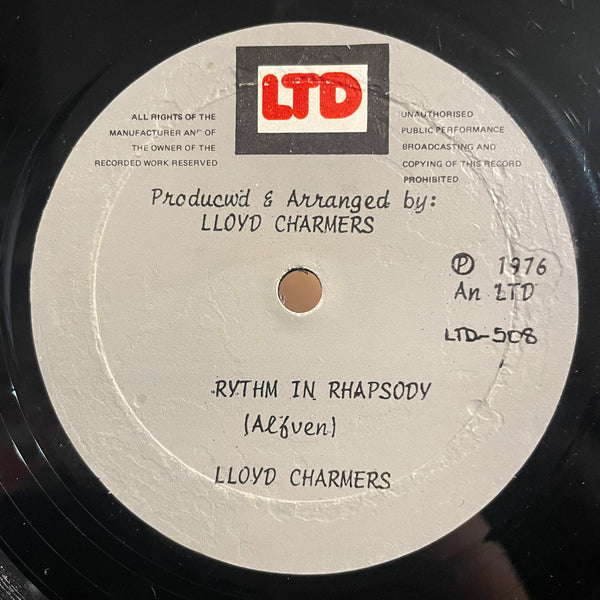 LTD
ALL RIGHTS OF THE
MANUFACTURER AN" OF
THE OWNER OF THE
RECORDED WORK RESERVED
UNAUTHORISED
PUBLIC PERFORMANCE
BROADCASTING AND
COPYING OF THIS RECORD
PROHIBITED
Producwd & Arranged by:
LLOYD CHARMERS
℗ 1976
An LTD
LTD-508
RYTHM IN RHAPSODY
(Alfven)
LLOYD CHARMERS